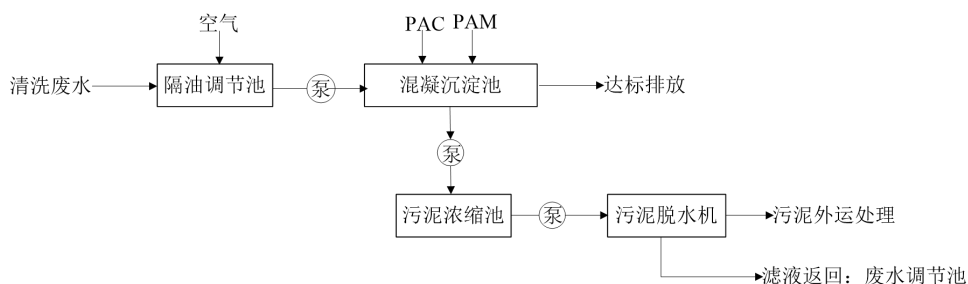 空气
PAC
PAM
清洗废水
隔油调节池
泵
混凝沉淀池
达标排放
泵
污泥浓缩池
泵
污泥脱水机
污泥外运处理
滤液返回：废水调节池